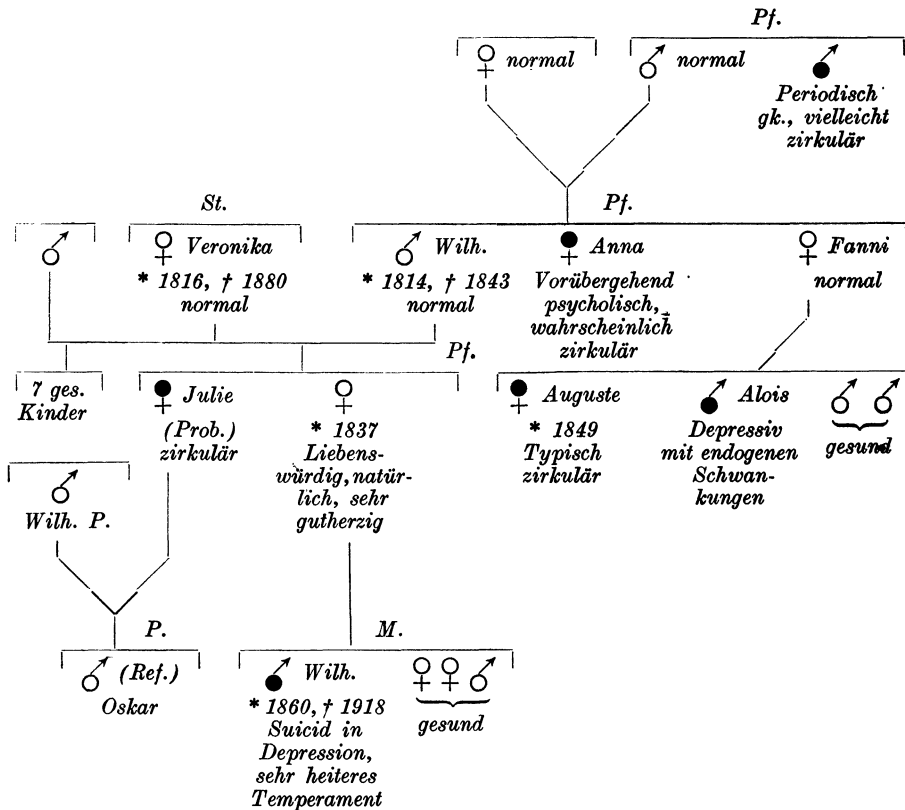 Pf.
normal
normal
Periodisch
gk., vielleicht
zirkulär
St.
Pf.
Veronika
* 1816, † 1880
normal
Wilh.
* 1814, † 1843
normal
Anna
Vorübergehend
psycholisch,
wahrscheinlich
zirkulär
Fanni
normal
Pf.
7 ges.
Kinder
Julie
(Prob.)
zirkulär
* 1837
Liebens-
würdig, natür-
lich, sehr
gutherzig
Auguste
* 1849
Typisch
zirkulär
Alois
Depressiv
mit endogenen
Schwan-
kungen
gesund
Wilh. P.
P.
M.
(Ref.)
Oskar
Wilh.
* 1860, † 1918
Suicid in
Depression,
sehr heiteres
Temperament
gesund